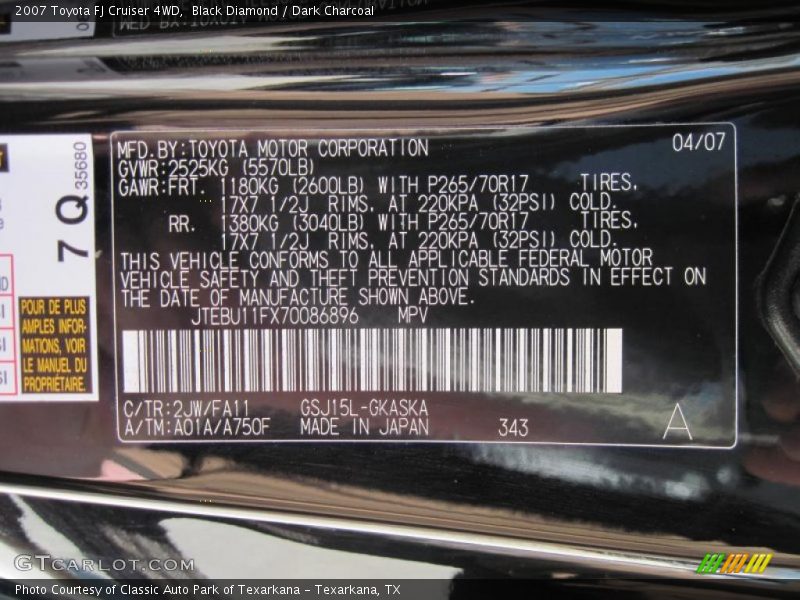 2007 Toyota FJ Cruiser 4WD, Black Diamond / Dark Charcoal
MFD.BY:TOYOTA MOTOR CORPORATION 04/07
GVWR:2525KG (5570LB)
GAWR:FRT. 1180KG (2600LB) WITH P265/70R17 TIRES,
17X7 1/2J RIMS, AT 220KPA (32PSI) COLD.
RR. 1380KG (3040LB) WITH P265/70R17 TIRES,
17X7 1/2J RIMS, AT 220KPA (32PSI) COLD.
THIS VEHICLE CONFORMS TO ALL APPLICABLE FEDERAL MOTOR
VEHICLE SAFETY AND THEFT PREVENTION STANDARDS IN EFFECT ON
THE DATE OF MANUFACTURE SHOWN ABOVE.
JTEBU11FX70086896 MPV
C/TR:2JW/FA11 GSJ15L-GKASKA
A/TM:A01A/A750F MADE IN JAPAN 343 A
7 Q 35680
POUR DE PLUS
AMPLES INFOR-
MATIONS, VOIR
LE MANUEL DU
PROPRIÉTAIRE.
GTCARLOT.COM
Photo Courtesy of Classic Auto Park of Texarkana - Texarkana, TX